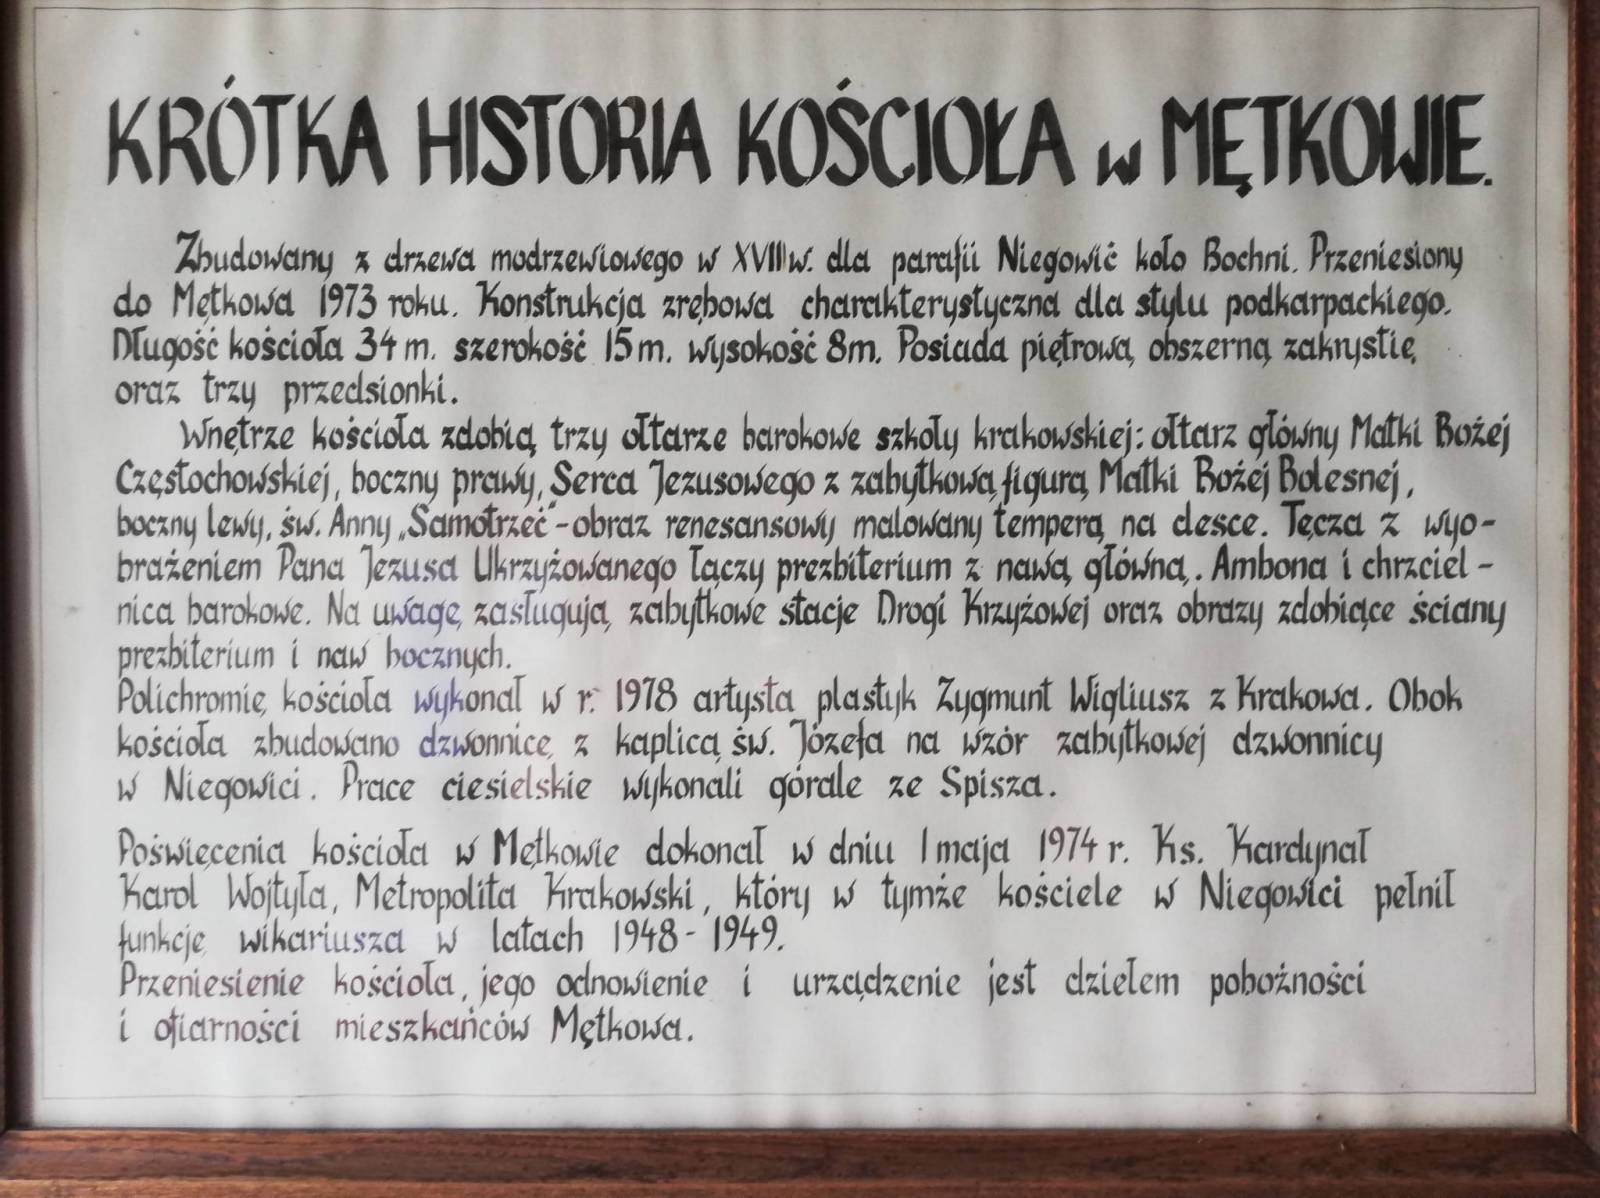 KRÓTKA HISTORIA KOŚCIOŁA w MĘTKOWIE.
Zbudowany z drzewa modrzewiowego w XVIII w. dla parafii Niegowić koło Bochni. Przeniesiony
do Mętkowa 1973 roku. Konstrukcja zrębowa charakterystyczna dla stylu podkarpackiego.
Długość kościoła 34 m. szerokość 15 m. wysokość 8 m. Posiada piętrową, obszerną zakrystię,
oraz trzy przedsionki.
Wnętrze kościoła zdobią trzy ołtarze barokowe szkoły krakowskiej: ołtarz główny Matki Bożej
Częstochowskiej, boczny prawy, Serca Jezusowego z zabytkową figurą Matki Bożej Bolesnej,
boczny lewy, św. Anny „Samotrzeć" - obraz renesansowy malowany temperą na desce. Tęcza z wyo-
brażeniem Pana Jezusa Ukrzyżowanego łączy prezbiterium z nawą główną. Ambona i chrzciel-
nica barokowe. Na uwagę zasługują zabytkowe stacje Drogi Krzyżowej oraz obrazy zdobiące ściany
prezbiterium i naw bocznych.
Polichromię kościoła wykonał w r. 1978 artysta plastyk Zygmunt Wigliusz z Krakowa. Obok
kościoła zbudowano dzwonnicę z kaplicą św. Józefa na wzór zabytkowej dzwonnicy
w Niegowici. Prace ciesielskie wykonali górale ze Spisza.
Poświęcenia kościoła w Mętkowie dokonał w dniu 1 maja 1974 r. Ks. Kardynał
Karol Wojtyła, Metropolita Krakowski, który w tymże kościele w Niegowici pełnił
funkcję wikariusza w latach 1948 - 1949.
Przeniesienie kościoła, jego odnowienie i urządzenie jest dziełem pobożności
i ofiarności mieszkańców Mętkowa.